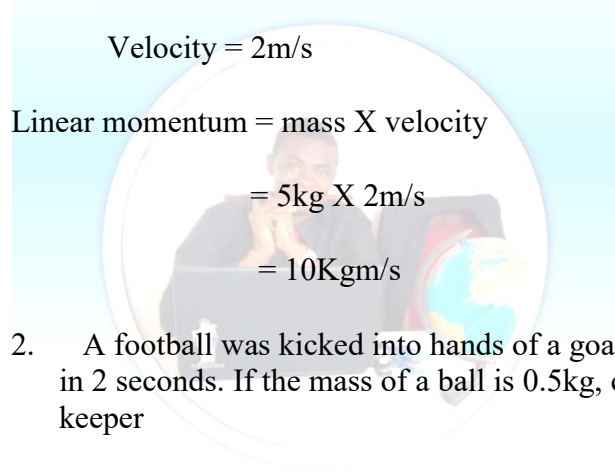 Velocity = 2m/s
Linear momentum = mass X velocity
= 5kg X 2m/s
= 10Kgm/s
2. A football was kicked into hands of a goa
in 2 seconds. If the mass of a ball is 0.5kg,
keeper